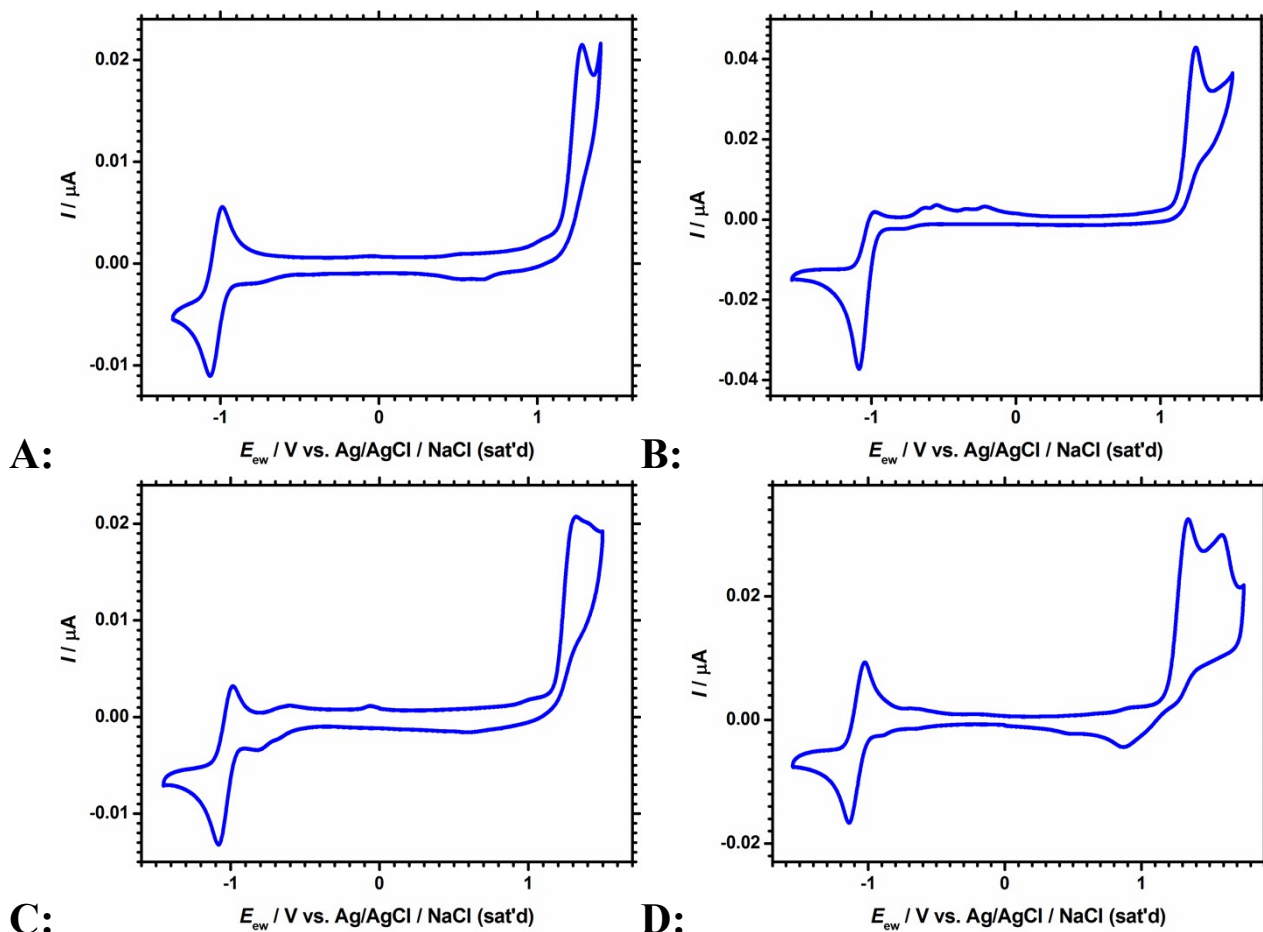 0.02
0.01
0.00
-0.01
-1
0
1
I / μA
E_ew / V vs. Ag/AgCl / NaCl (sat'd)
A:
0.04
0.02
0.00
-0.02
-0.04
-1
0
1
I / μA
E_ew / V vs. Ag/AgCl / NaCl (sat'd)
B:
0.02
0.01
0.00
-0.01
-1
0
1
I / μA
E_ew / V vs. Ag/AgCl / NaCl (sat'd)
C:
0.02
0.00
-0.02
-1
0
1
I / μA
E_ew / V vs. Ag/AgCl / NaCl (sat'd)
D: